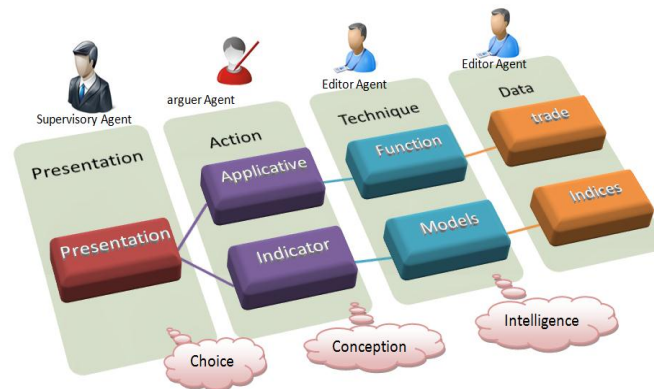 Supervisory Agent
arguer Agent
Editor Agent
Editor Agent
Presentation
Action
Technique
Data
Presentation
Applicative
Function
trade
Indicator
Models
Indices
Choice
Conception
Intelligence